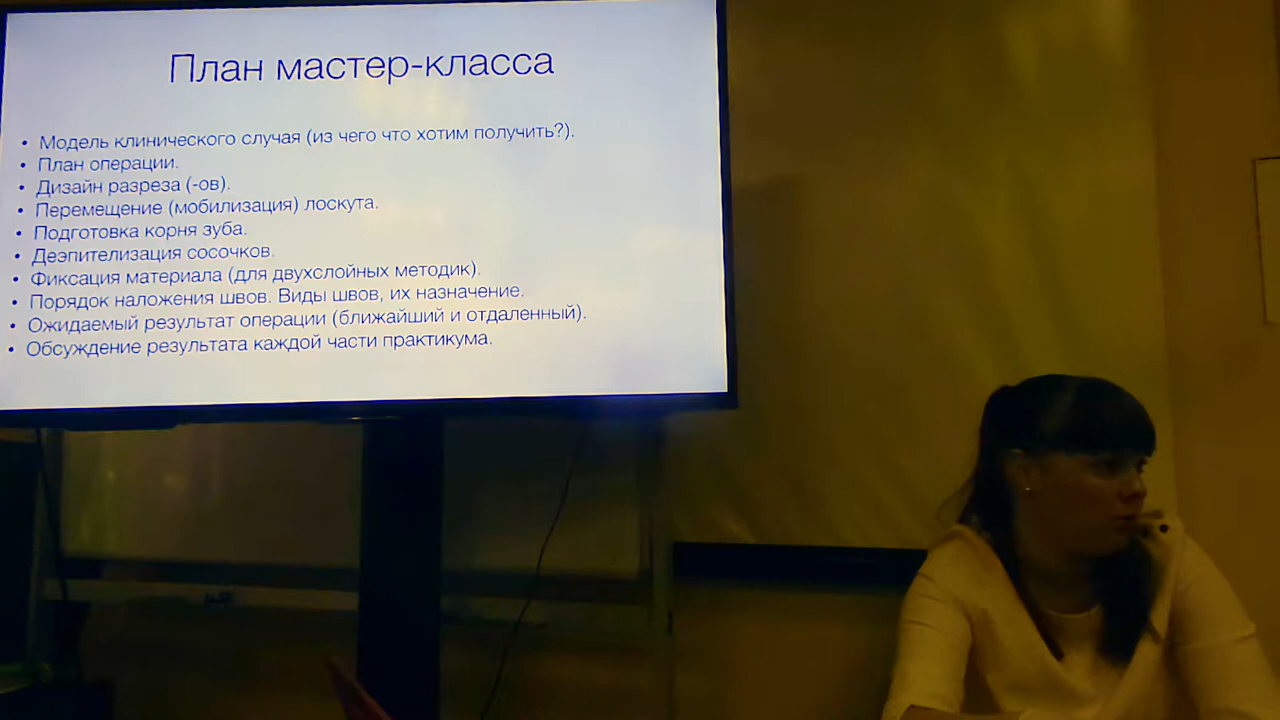 План мастер-класса
• Модель клинического случая (из чего что хотим получить?).
• План операции.
• Дизайн разреза (-ов).
• Перемещение (мобилизация) лоскута.
• Подготовка корня зуба.
• Деэпителизация сосочков.
• Фиксация материала (для двухслойных методик).
• Порядок наложения швов. Виды швов, их назначение.
• Ожидаемый результат операции (ближайший и отдаленный).
• Обсуждение результата каждой части практикума.